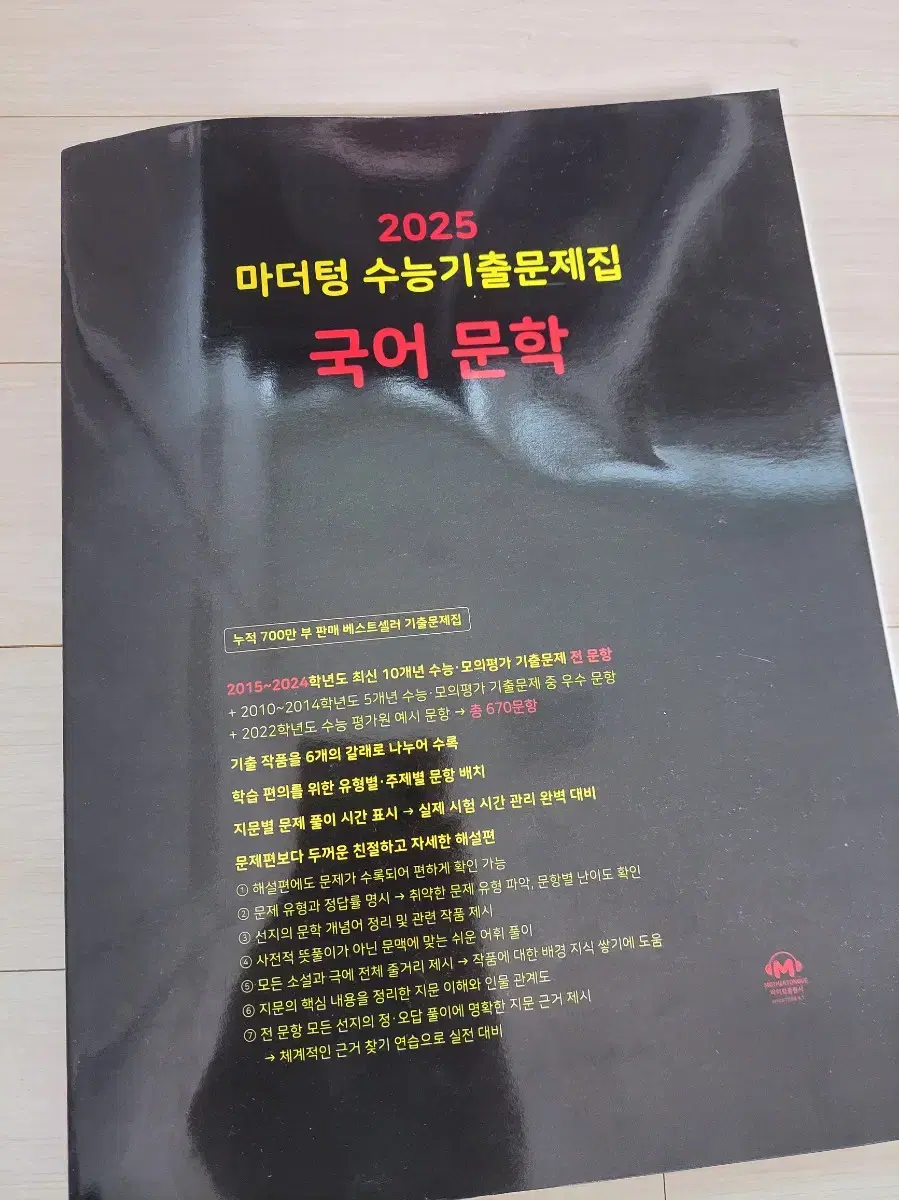 2025
마더텅 수능기출문제집
국어 문학
누적 700만 부 판매 베스트셀러 기출문제집
2015~2024학년도 최신 10개년 수능·모의평가 기출문제 전 문항
+ 2010~2014학년도 5개년 수능·모의평가 기출문제 중 우수 문항
+ 2022학년도 수능 평가원 예시 문항 → 총 670문항
기출 작품을 6개의 갈래로 나누어 수록
학습 편의를 위한 유형별·주제별 문항 배치
지문별 문제 풀이 시간 표시 → 실제 시험 시간 관리 완벽 대비
문제편보다 두꺼운 친절하고 자세한 해설편
① 해설편에도 문제가 수록되어 편하게 확인 가능
② 문제 유형과 정답률 명시 → 취약한 문제 유형 파악, 문항별 난이도 확인
③ 선지의 문학 개념어 정리 및 관련 작품 제시
④ 사전적 뜻풀이가 아닌 문맥에 맞는 쉬운 어휘 풀이
⑤ 모든 소설과 극에 전체 줄거리 제시 → 작품에 대한 배경 지식 쌓기에 도움
⑥ 지문의 핵심 내용을 정리한 지문 이해와 인물 관계도
⑦ 전 문항 모든 선지의 정·오답 풀이에 명확한 지문 근거 제시
→ 체계적인 근거 찾기 연습으로 실전 대비
M
MOTHERTONGUE